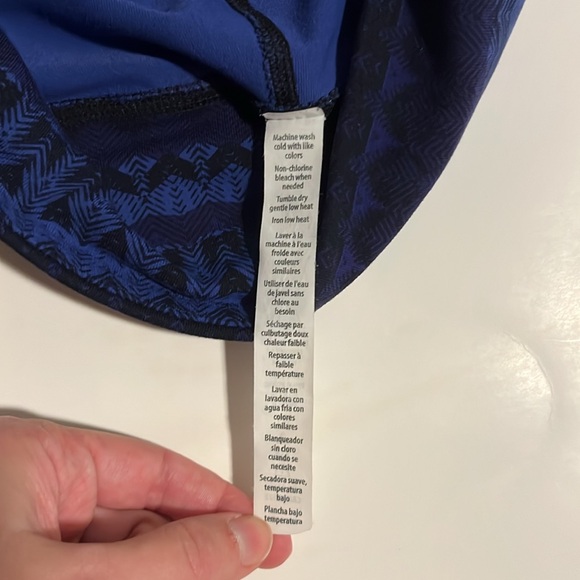 Machine wash
cold with like
colors
Non-chlorine
bleach when
needed
Tumble dry
gentle low heat
Iron low heat
Laver à la
machine à l'eau
froide avec
couleurs
similaires
Utiliser de l'eau
de javel sans
chlore au
besoin
Séchage par
culbutage doux
chaleur faible
Repasser à
faible
température
Lavar en
lavadora con
agua fria con
colores
similares
Blanqueador
sin cloro
cuando se
necesite
Secadora suave,
temperatura
bajo
Plancha bajo
temperatura